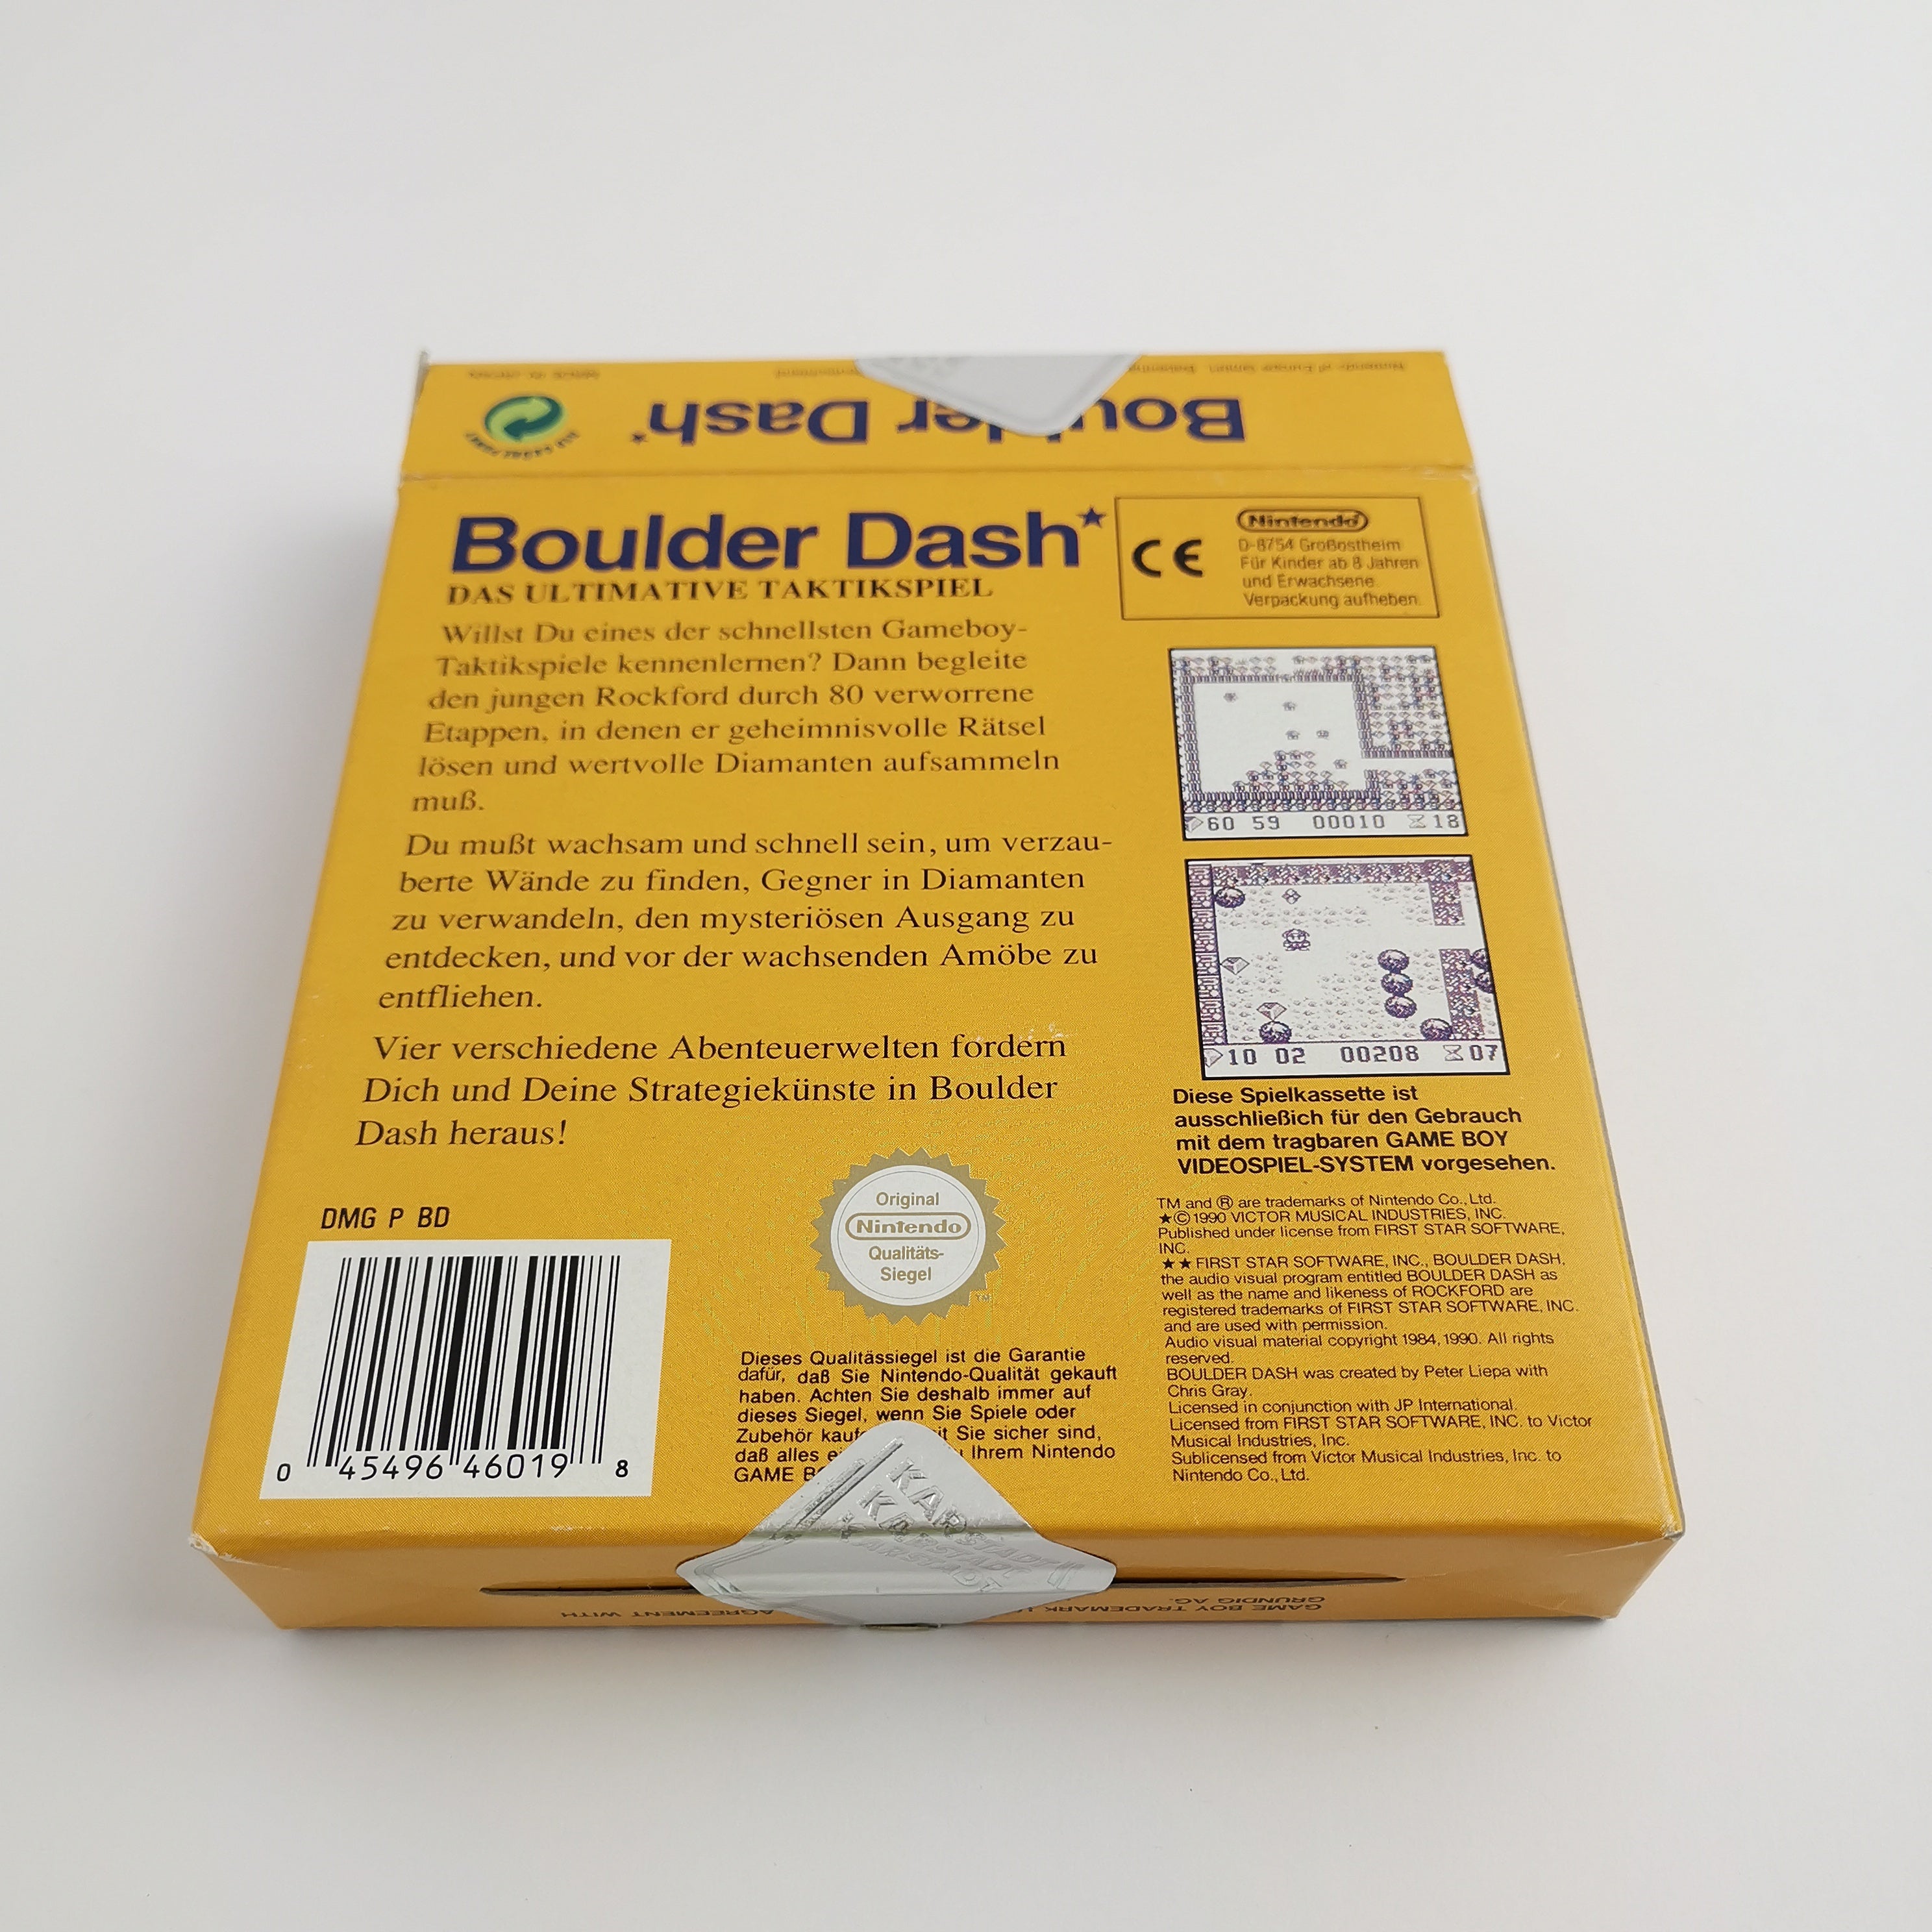 Boulder Dash*
Boulder Dash★
DAS ULTIMATIVE TAKTIKSPIEL
Willst Du eines der schnellsten Gameboy-
Taktikspiele kennenlernen? Dann begleite
den jungen Rockford durch 80 verworrene
Etappen, in denen er geheimnisvolle Rätsel
lösen und wertvolle Diamanten aufsammeln
muß.
Du mußt wachsam und schnell sein, um verzau-
berte Wände zu finden, Gegner in Diamanten
zu verwandeln, den mysteriösen Ausgang zu
entdecken, und vor der wachsenden Amöbe zu
entfliehen.
Vier verschiedene Abenteuerwelten fordern
Dich und Deine Strategiekünste in Boulder
Dash heraus!
CE
Nintendo
D-8754 Großostheim
Für Kinder ab 8 Jahren
und Erwachsene.
Verpackung aufheben.
60 59 00010 18
10 02 00208 07
Diese Spielkassette ist
ausschließich für den Gebrauch
mit dem tragbaren GAME BOY
VIDEOSPIEL-SYSTEM vorgesehen.
TM and ® are trademarks of Nintendo Co., Ltd.
★© 1990 VICTOR MUSICAL INDUSTRIES, INC.
Published under license from FIRST STAR SOFTWARE,
INC.
★★ FIRST STAR SOFTWARE, INC., BOULDER DASH,
the audio visual program entitled BOULDER DASH as
well as the name and likeness of ROCKFORD are
registered trademarks of FIRST STAR SOFTWARE, INC.
and are used with permission.
Audio visual material copyright 1984, 1990. All rights
reserved.
BOULDER DASH was created by Peter Liepa with
Chris Gray.
Licensed in conjunction with JP International.
Licensed from FIRST STAR SOFTWARE, INC. to Victor
Musical Industries, Inc.
Sublicensed from Victor Musical Industries, Inc. to
Nintendo Co., Ltd.
DMG P BD
0 45496 46019 8
Original
Nintendo
Qualitäts-
Siegel
TM
Dieses Qualitässiegel ist die Garantie
dafür, daß Sie Nintendo-Qualität gekauft
haben. Achten Sie deshalb immer auf
dieses Siegel, wenn Sie Spiele oder
Zubehör Sie sicher sind,
daß alles Ihrem Nintendo
GAME
KARSTADT
KARSTADT
KARSTADT
GAME BOY TRADEMARK AGREEMENT WITH
GRUNDIG AG.